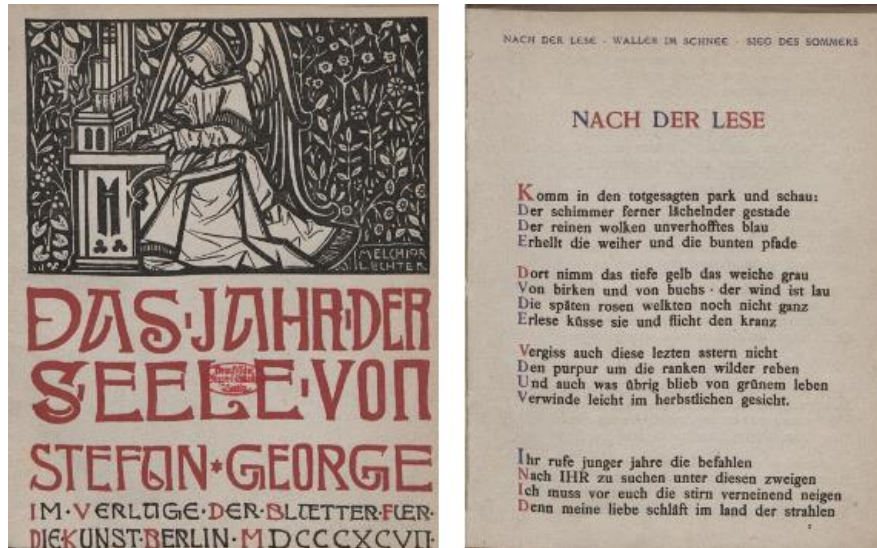 MELCHIOR
LECHTER
DAS·JAHR·DER
SEELE·VON
STEFAN*GEORGE
IM·VERLAGE·DER·BLÆTTER·FUER·
DIE·KUNST·BERLIN·MDCCCXCVII·
NACH DER LESE · WALLER IM SCHNEE · SIEG DES SOMMERS
NACH DER LESE
Komm in den totgesagten park und schau:
Der schimmer ferner lächelnder gestade
Der reinen wolken unverhofftes blau
Erhellt die weiher und die bunten pfade
Dort nimm das tiefe gelb das weiche grau
Von birken und von buchs · der wind ist lau
Die späten rosen welkten noch nicht ganz
Erlese küsse sie und flicht den kranz
Vergiss auch diese lezten astern nicht
Den purpur um die ranken wilder reben
Und auch was übrig blieb von grünem leben
Verwinde leicht im herbstlichen gesicht.
Ihr rufe junger jahre die befahlen
Nach IHR zu suchen unter diesen zweigen
Ich muss vor euch die stirn verneinend neigen
Denn meine liebe schläft im land der strahlen